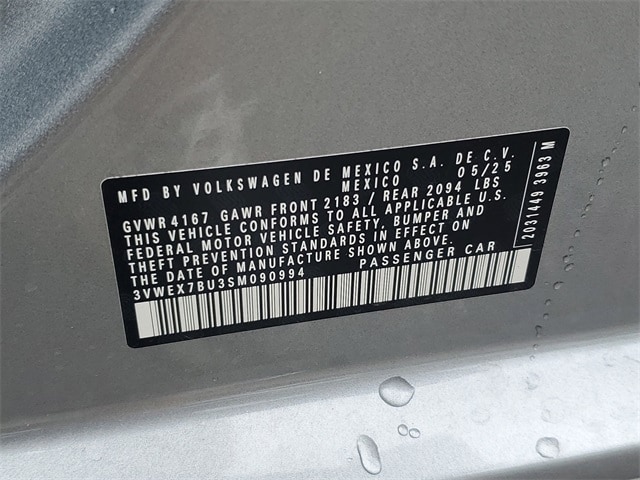 MFD BY VOLKSWAGEN DE MEXICO S.A. DE C.V.
MEXICO 05/25
GVWR 4167 GAWR FRONT 2183 / REAR 2094 LBS
THIS VEHICLE CONFORMS TO ALL APPLICABLE U.S.
FEDERAL MOTOR VEHICLE SAFETY, BUMPER AND
THEFT PREVENTION STANDARDS IN EFFECT ON
THE DATE OF MANUFACTURE SHOWN ABOVE.
3VWEX7BU3SM090994 PASSENGER CAR
2031449 3963 M